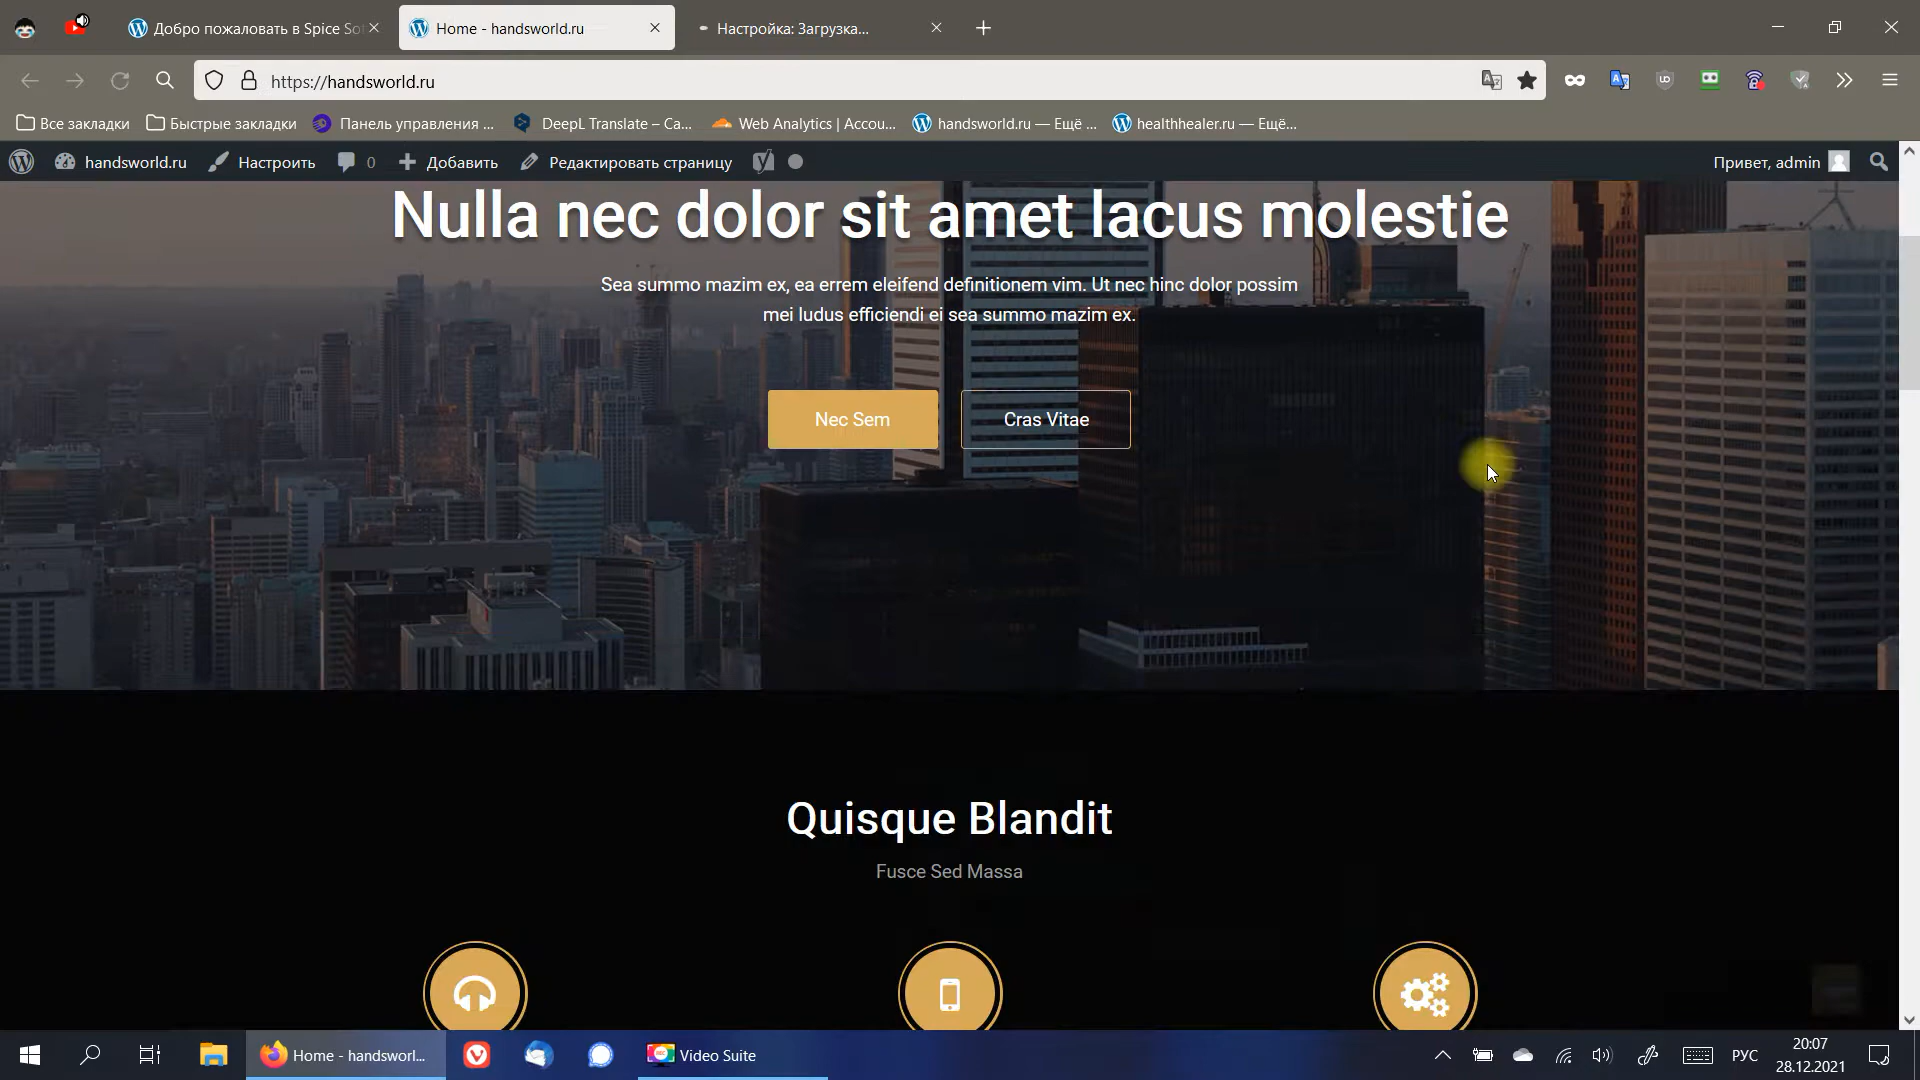 Добро пожаловать в Spice Sof
Home - handsworld.ru
Настройка: Загрузка...
https://handsworld.ru
Все закладки
Быстрые закладки
Панель управления ...
DeepL Translate – Ca...
Web Analytics | Accou...
handsworld.ru — Ещё ...
healthhealer.ru — Ещё...
handsworld.ru
Настроить
0
Добавить
Редактировать страницу
Привет, admin
Nulla nec dolor sit amet lacus molestie
Sea summo mazim ex, ea errem eleifend definitionem vim. Ut nec hinc dolor possim
mei ludus efficiendi ei sea summo mazim ex.
Nec Sem
Cras Vitae
Quisque Blandit
Fusce Sed Massa
Home - handsworl...
Video Suite
РУС
20:07
28.12.2021